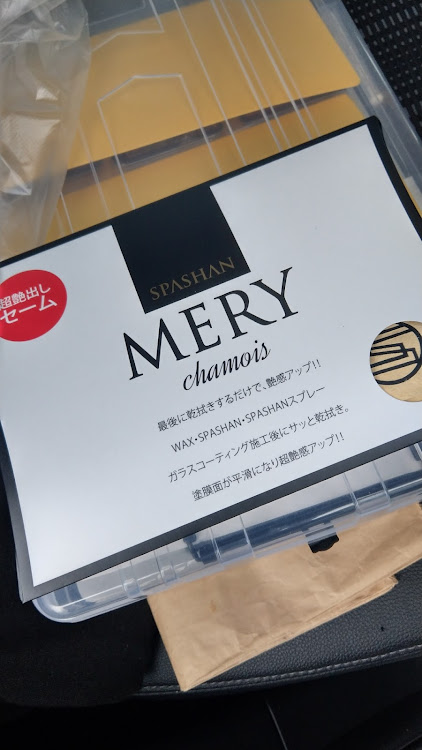 SPASHAN
MERY
chamois
超艶出し
セーム
最後に乾拭きするだけで、艶感アップ!!
WAX・SPASHAN・SPASHANスプレー
ガラスコーティング施工後にサッと乾拭き。
塗膜面が平滑になり超艶感アップ!!